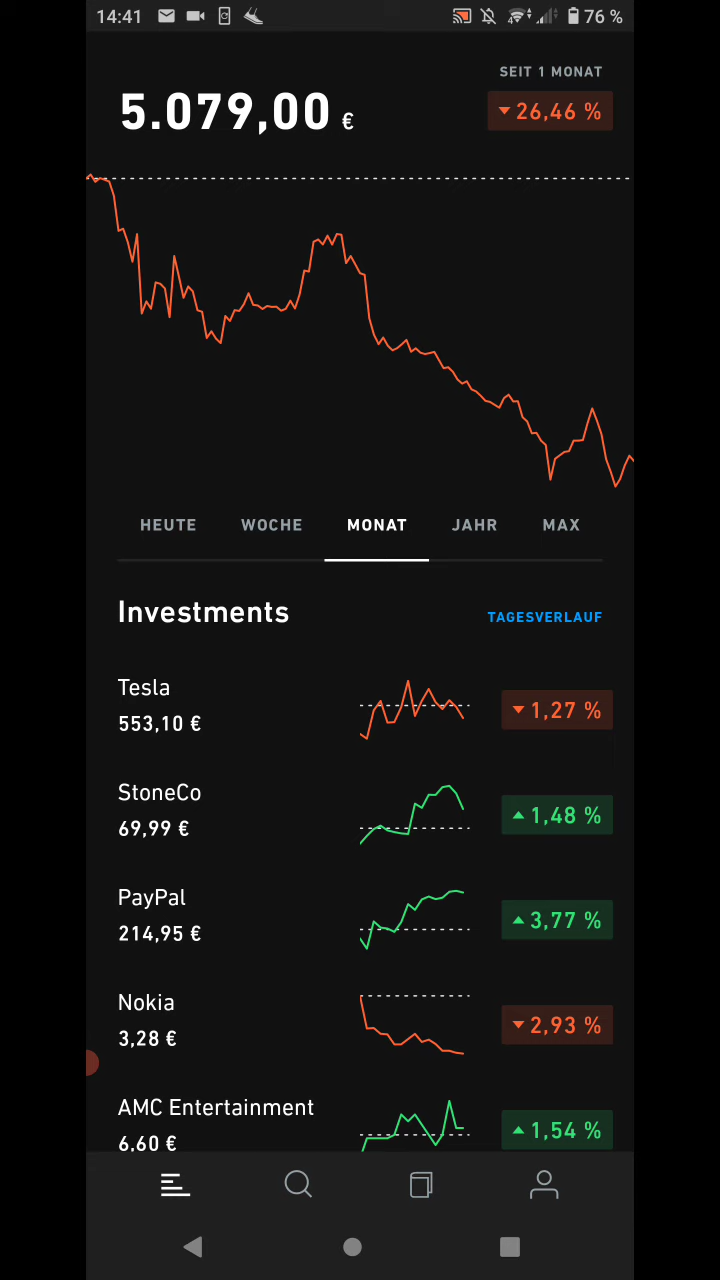 14:41
76 %
SEIT 1 MONAT
5.079,00 €
26,46 %
HEUTE WOCHE MONAT JAHR MAX
Investments
TAGESVERLAUF
Tesla
553,10 €
1,27 %
StoneCo
69,99 €
1,48 %
PayPal
214,95 €
3,77 %
Nokia
3,28 €
2,93 %
AMC Entertainment
6,60 €
1,54 %